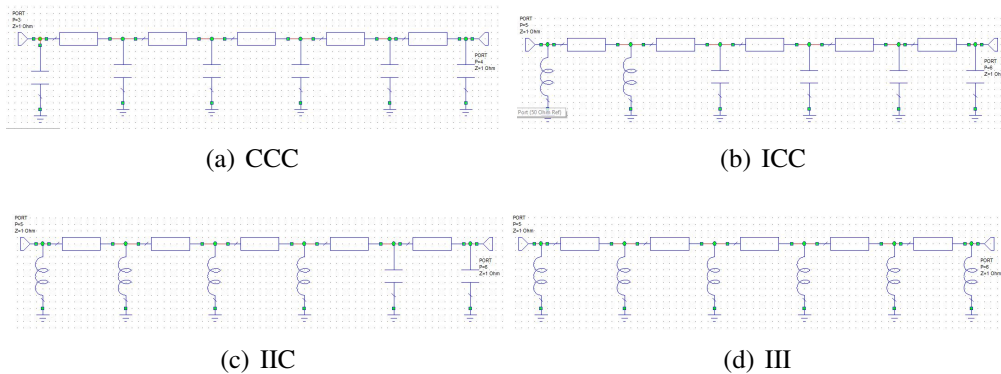 PORT
P=3
Z=1 Ohm
PORT
P=4
Z=1 Ohm
(a) CCC
PORT
P=5
Z=1 Ohm
PORT
P=6
Z=1 Ohm
Port (50 Ohm Ref)
(b) ICC
PORT
P=5
Z=1 Ohm
PORT
P=6
Z=1 Ohm
(c) IIC
PORT
P=5
Z=1 Ohm
PORT
P=6
Z=1 Ohm
(d) III